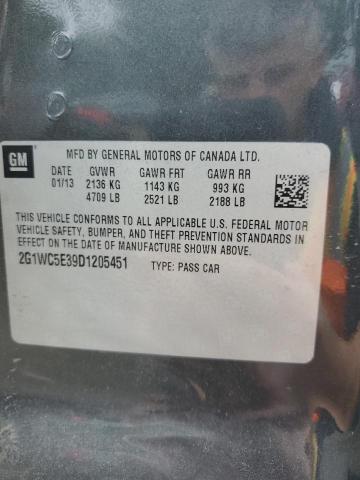 GM
MFD BY GENERAL MOTORS OF CANADA LTD.
DATE GVWR GAWR FRT GAWR RR
01/13 2136 KG 1143 KG 993 KG
4709 LB 2521 LB 2188 LB
THIS VEHICLE CONFORMS TO ALL APPLICABLE U.S. FEDERAL MOTOR
VEHICLE SAFETY, BUMPER, AND THEFT PREVENTION STANDARDS IN
EFFECT ON THE DATE OF MANUFACTURE SHOWN ABOVE.
2G1WC5E39D1205451 TYPE: PASS CAR